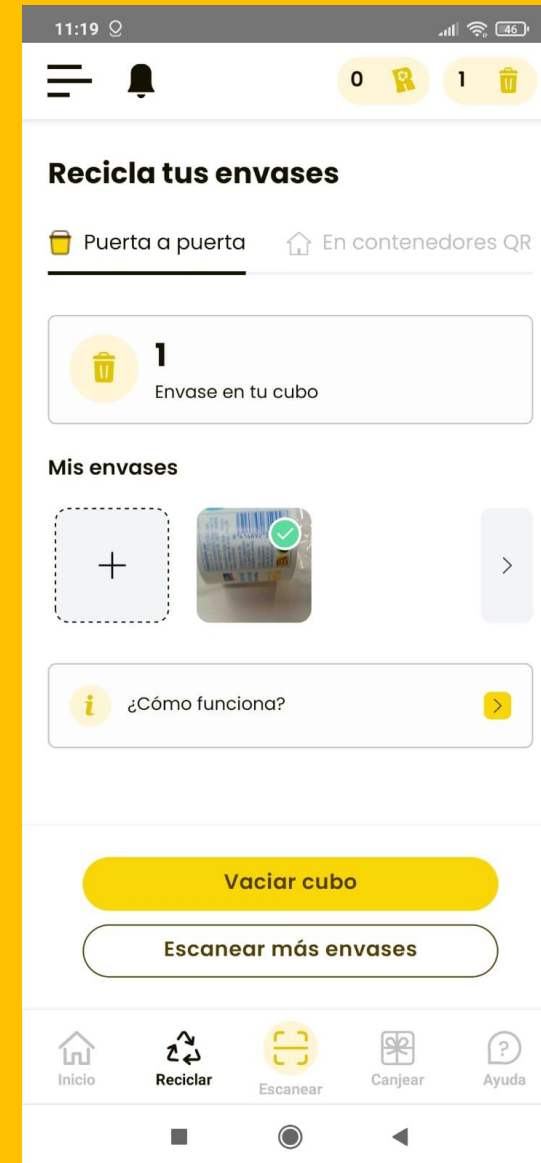 11:19
46
0
1
Recicla tus envases
Puerta a puerta
En contenedores QR
1
Envase en tu cubo
Mis envases
¿Cómo funciona?
Vaciar cubo
Escanear más envases
Inicio
Reciclar
Escanear
Canjear
Ayuda